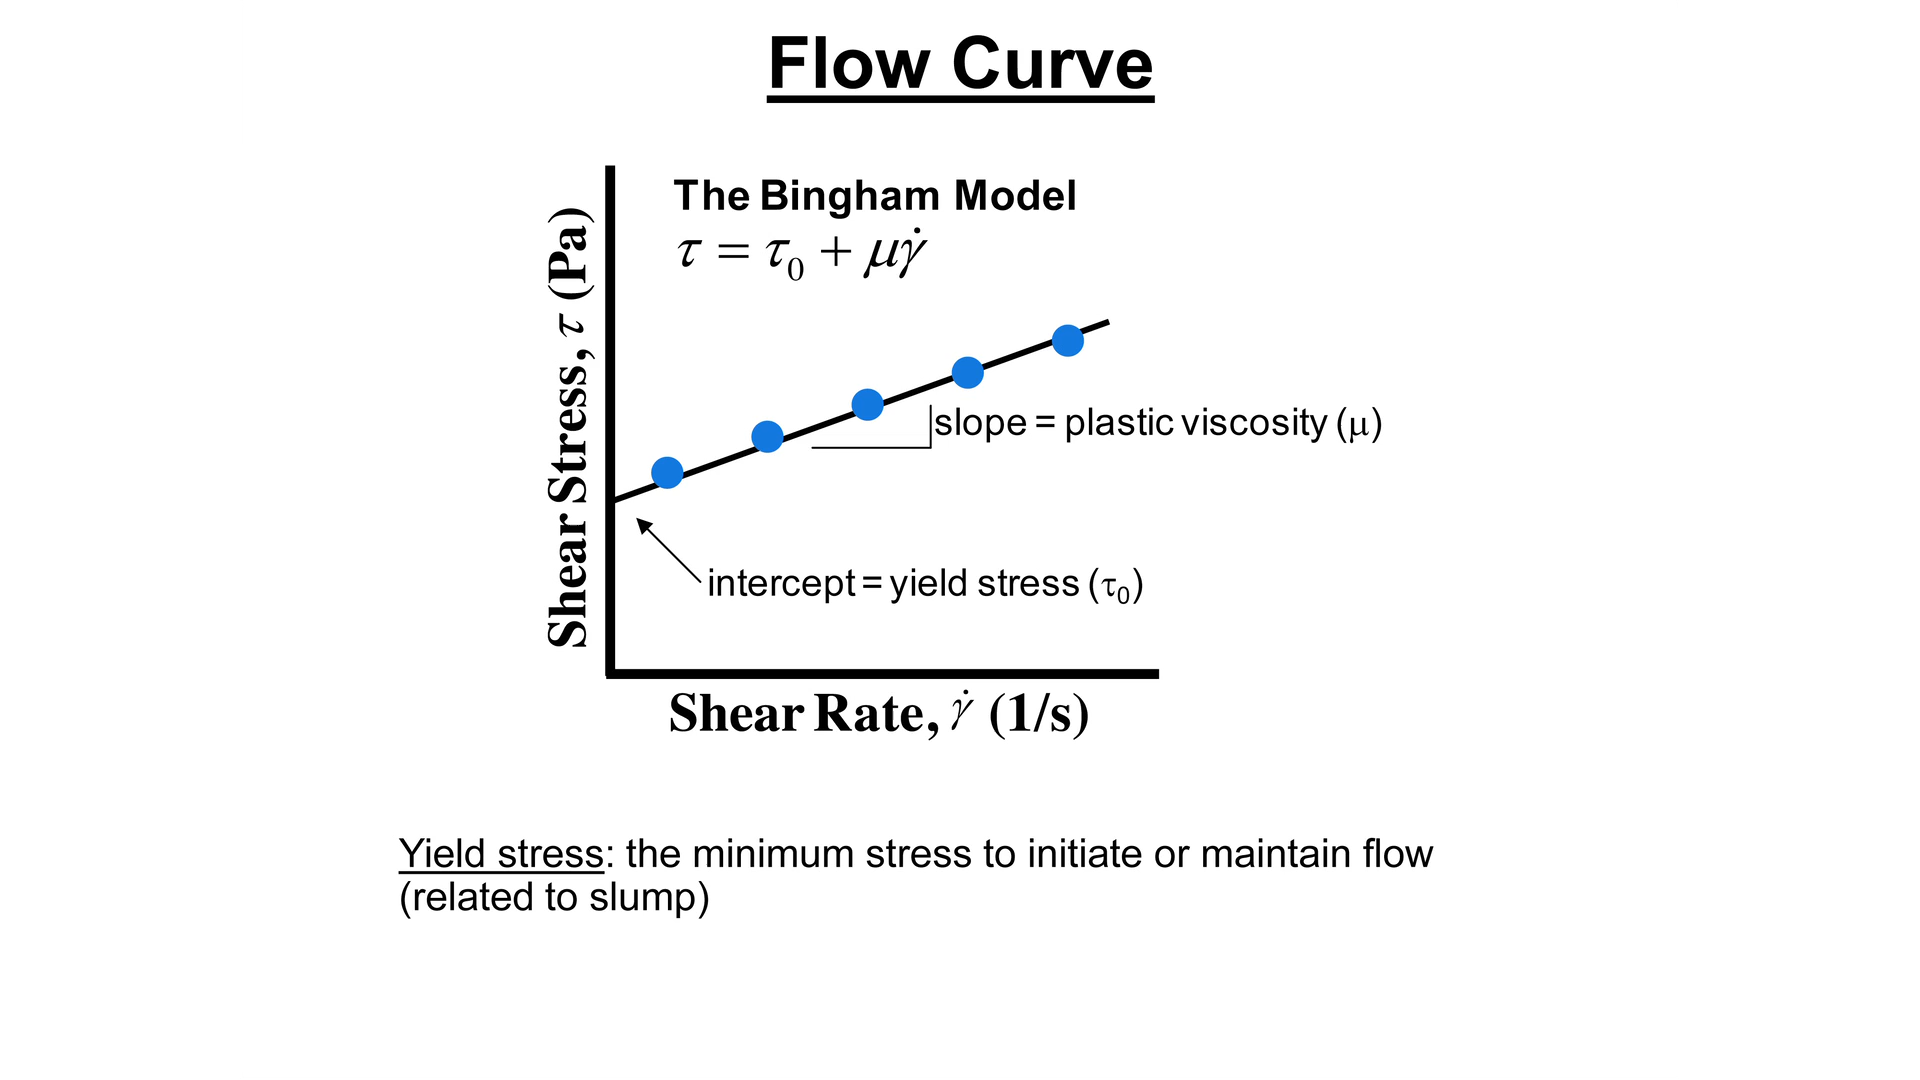 Flow Curve
The Bingham Model
τ = τ₀ + μγ̇
Shear Stress, τ (Pa)
slope = plastic viscosity (μ)
intercept = yield stress (τ₀)
Shear Rate, γ̇ (1/s)
Yield stress: the minimum stress to initiate or maintain flow
(related to slump)